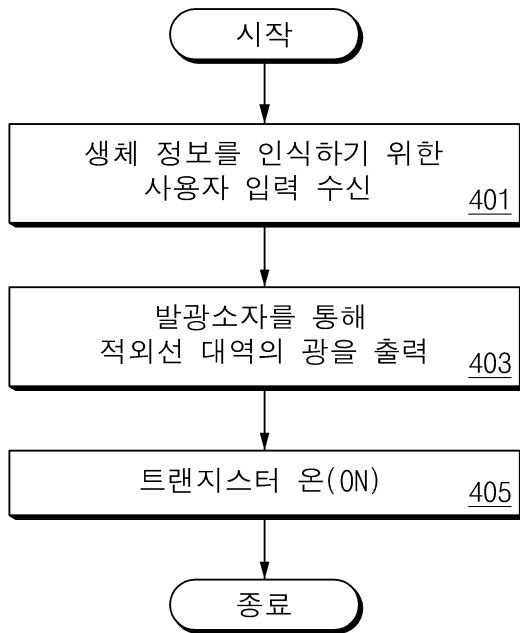 시작
생체 정보를 인식하기 위한
사용자 입력 수신
401
발광소자를 통해
적외선 대역의 광을 출력
403
트랜지스터 온(ON)
405
종료